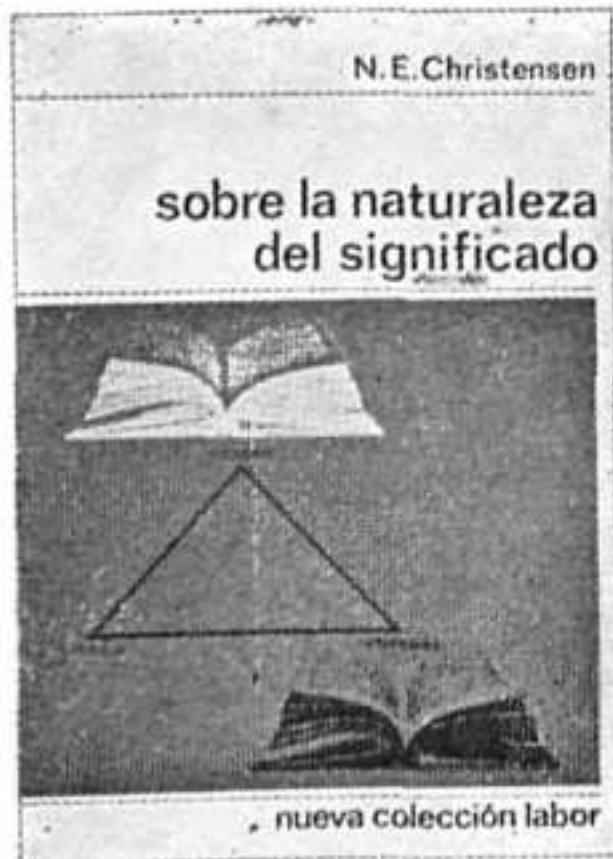 N.E.Christensen
sobre la naturaleza
del significado
nueva colección labor